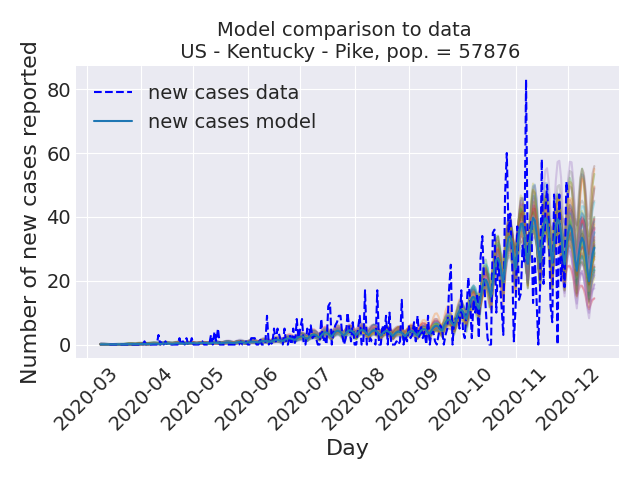 Model comparison to data
US - Kentucky - Pike, pop. = 57876
Number of new cases reported
80
60
40
20
0
new cases data
new cases model
2020-03
2020-04
2020-05
2020-06
2020-07
2020-08
2020-09
2020-10
2020-11
2020-12
Day